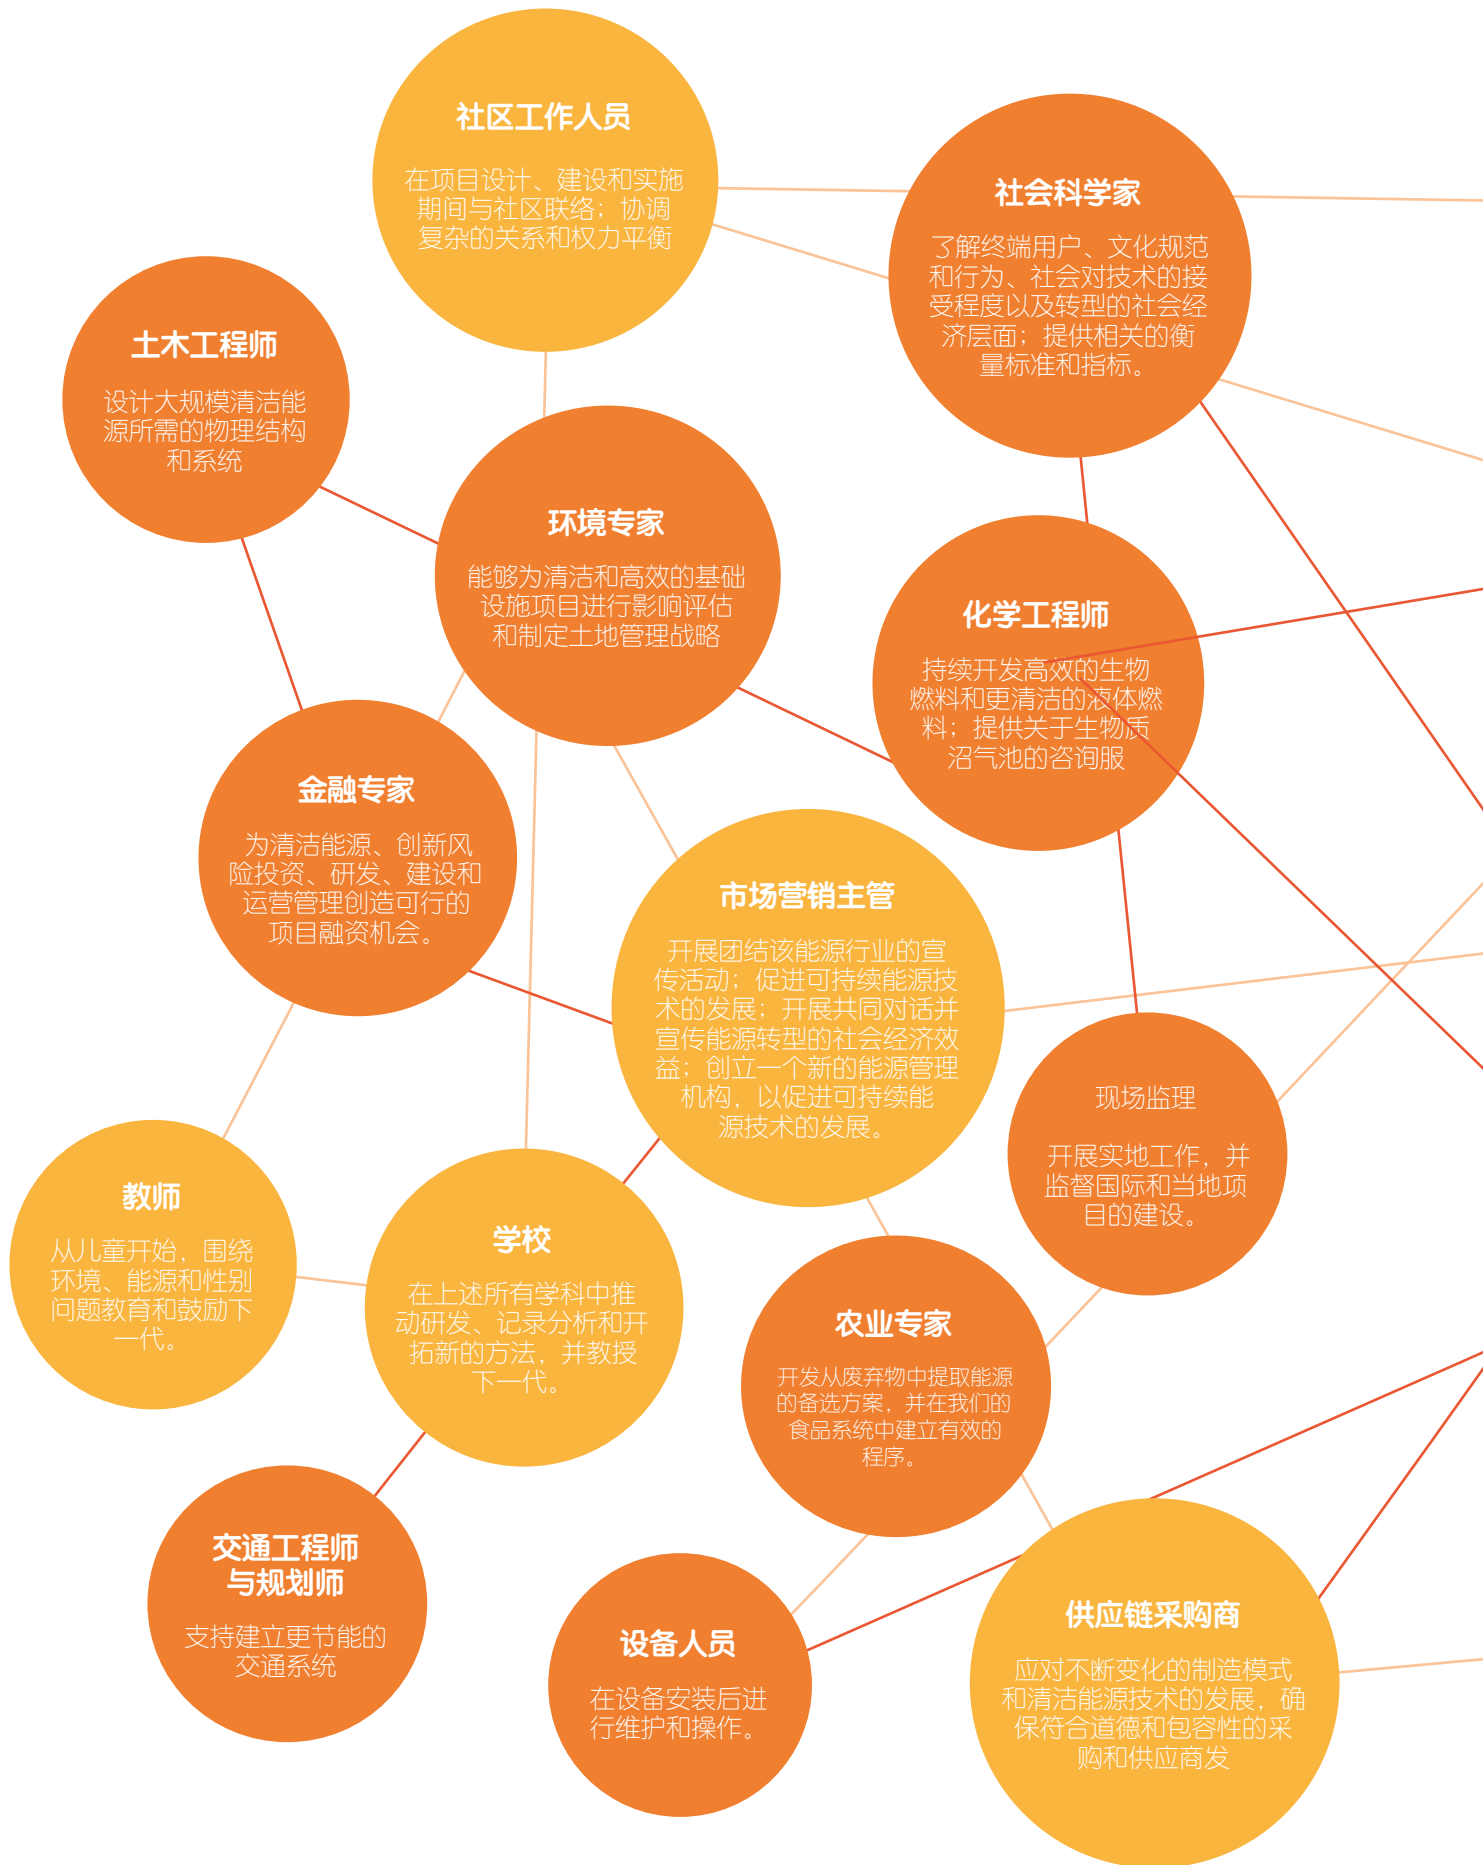 社区工作人员
在项目设计、建设和实施
期间与社区联络；协调
复杂的关系和权力平衡
社会科学家
了解终端用户、文化规范
和行为、社会对技术的接
受程度以及转型的社会经
济层面；提供相关的衡
量标准和指标。
土木工程师
设计大规模清洁能
源所需的物理结构
和系统
环境专家
能够为清洁和高效的基础
设施项目进行影响评估
和制定土地管理战略
化学工程师
持续开发高效的生物
燃料和更清洁的液体燃
料；提供关于生物质
沼气池的咨询服
金融专家
为清洁能源、创新风
险投资、研发、建设和
运营管理创造可行的
项目融资机会。
市场营销主管
开展团结该能源行业的宣
传活动；促进可持续能源技
术的发展；开展共同对话并
宣传能源转型的社会经济效
益；创立一个新的能源管理
机构，以促进可持续能
源技术的发展。
现场监理
开展实地工作，并
监督国际和当地项
目的建设。
教师
从儿童开始，围绕
环境、能源和性别
问题教育和鼓励下
一代。
学校
在上述所有学科中推
动研发、记录分析和开
拓新的方法，并教授
下一代。
农业专家
开发从废弃物中提取能源
的备选方案，并在我们的
食品系统中建立有效的
程序。
交通工程师
与规划师
支持建立更节能的
交通系统
设备人员
在设备安装后进
行维护和操作。
供应链采购商
应对不断变化的制造模式
和清洁能源技术的发展，确
保符合道德和包容性的采
购和供应商发